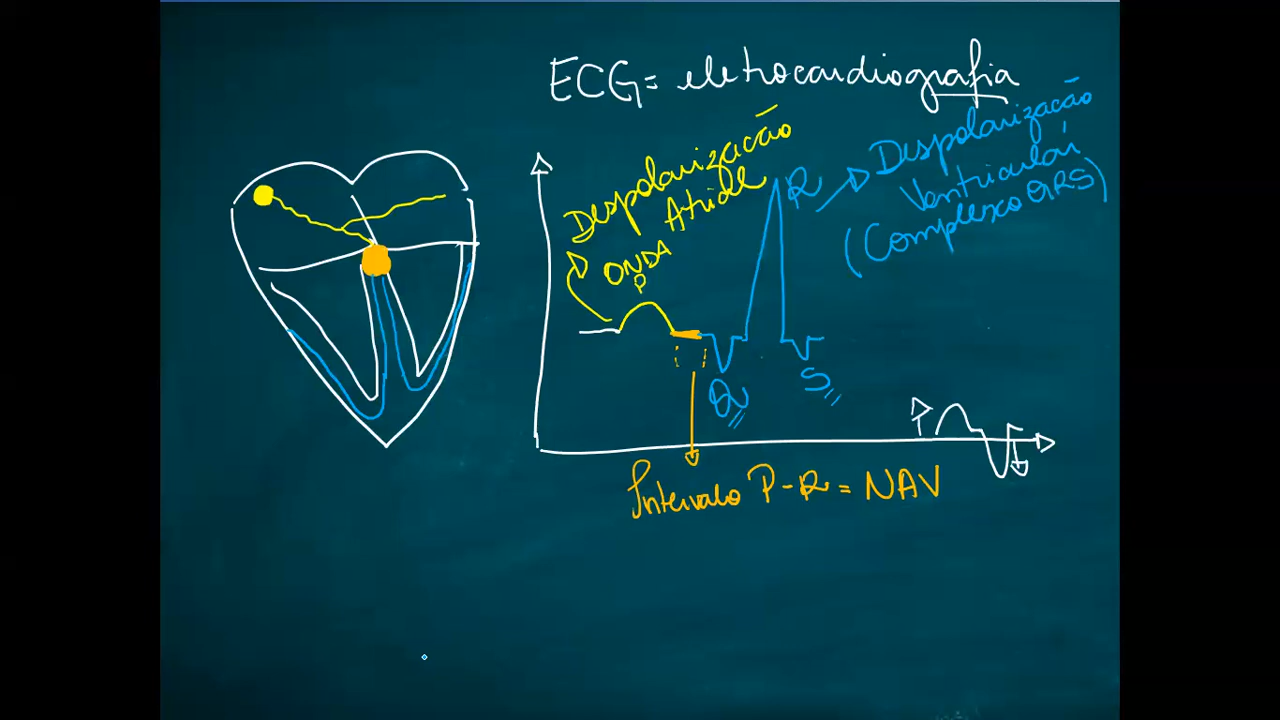 ECG = eletrocardiografia
Despolarização
Atrial
ONDA
P
R
Despolarização
Ventricular
(Complexo QRS)
Q
S
Intervalo P-R = NAV